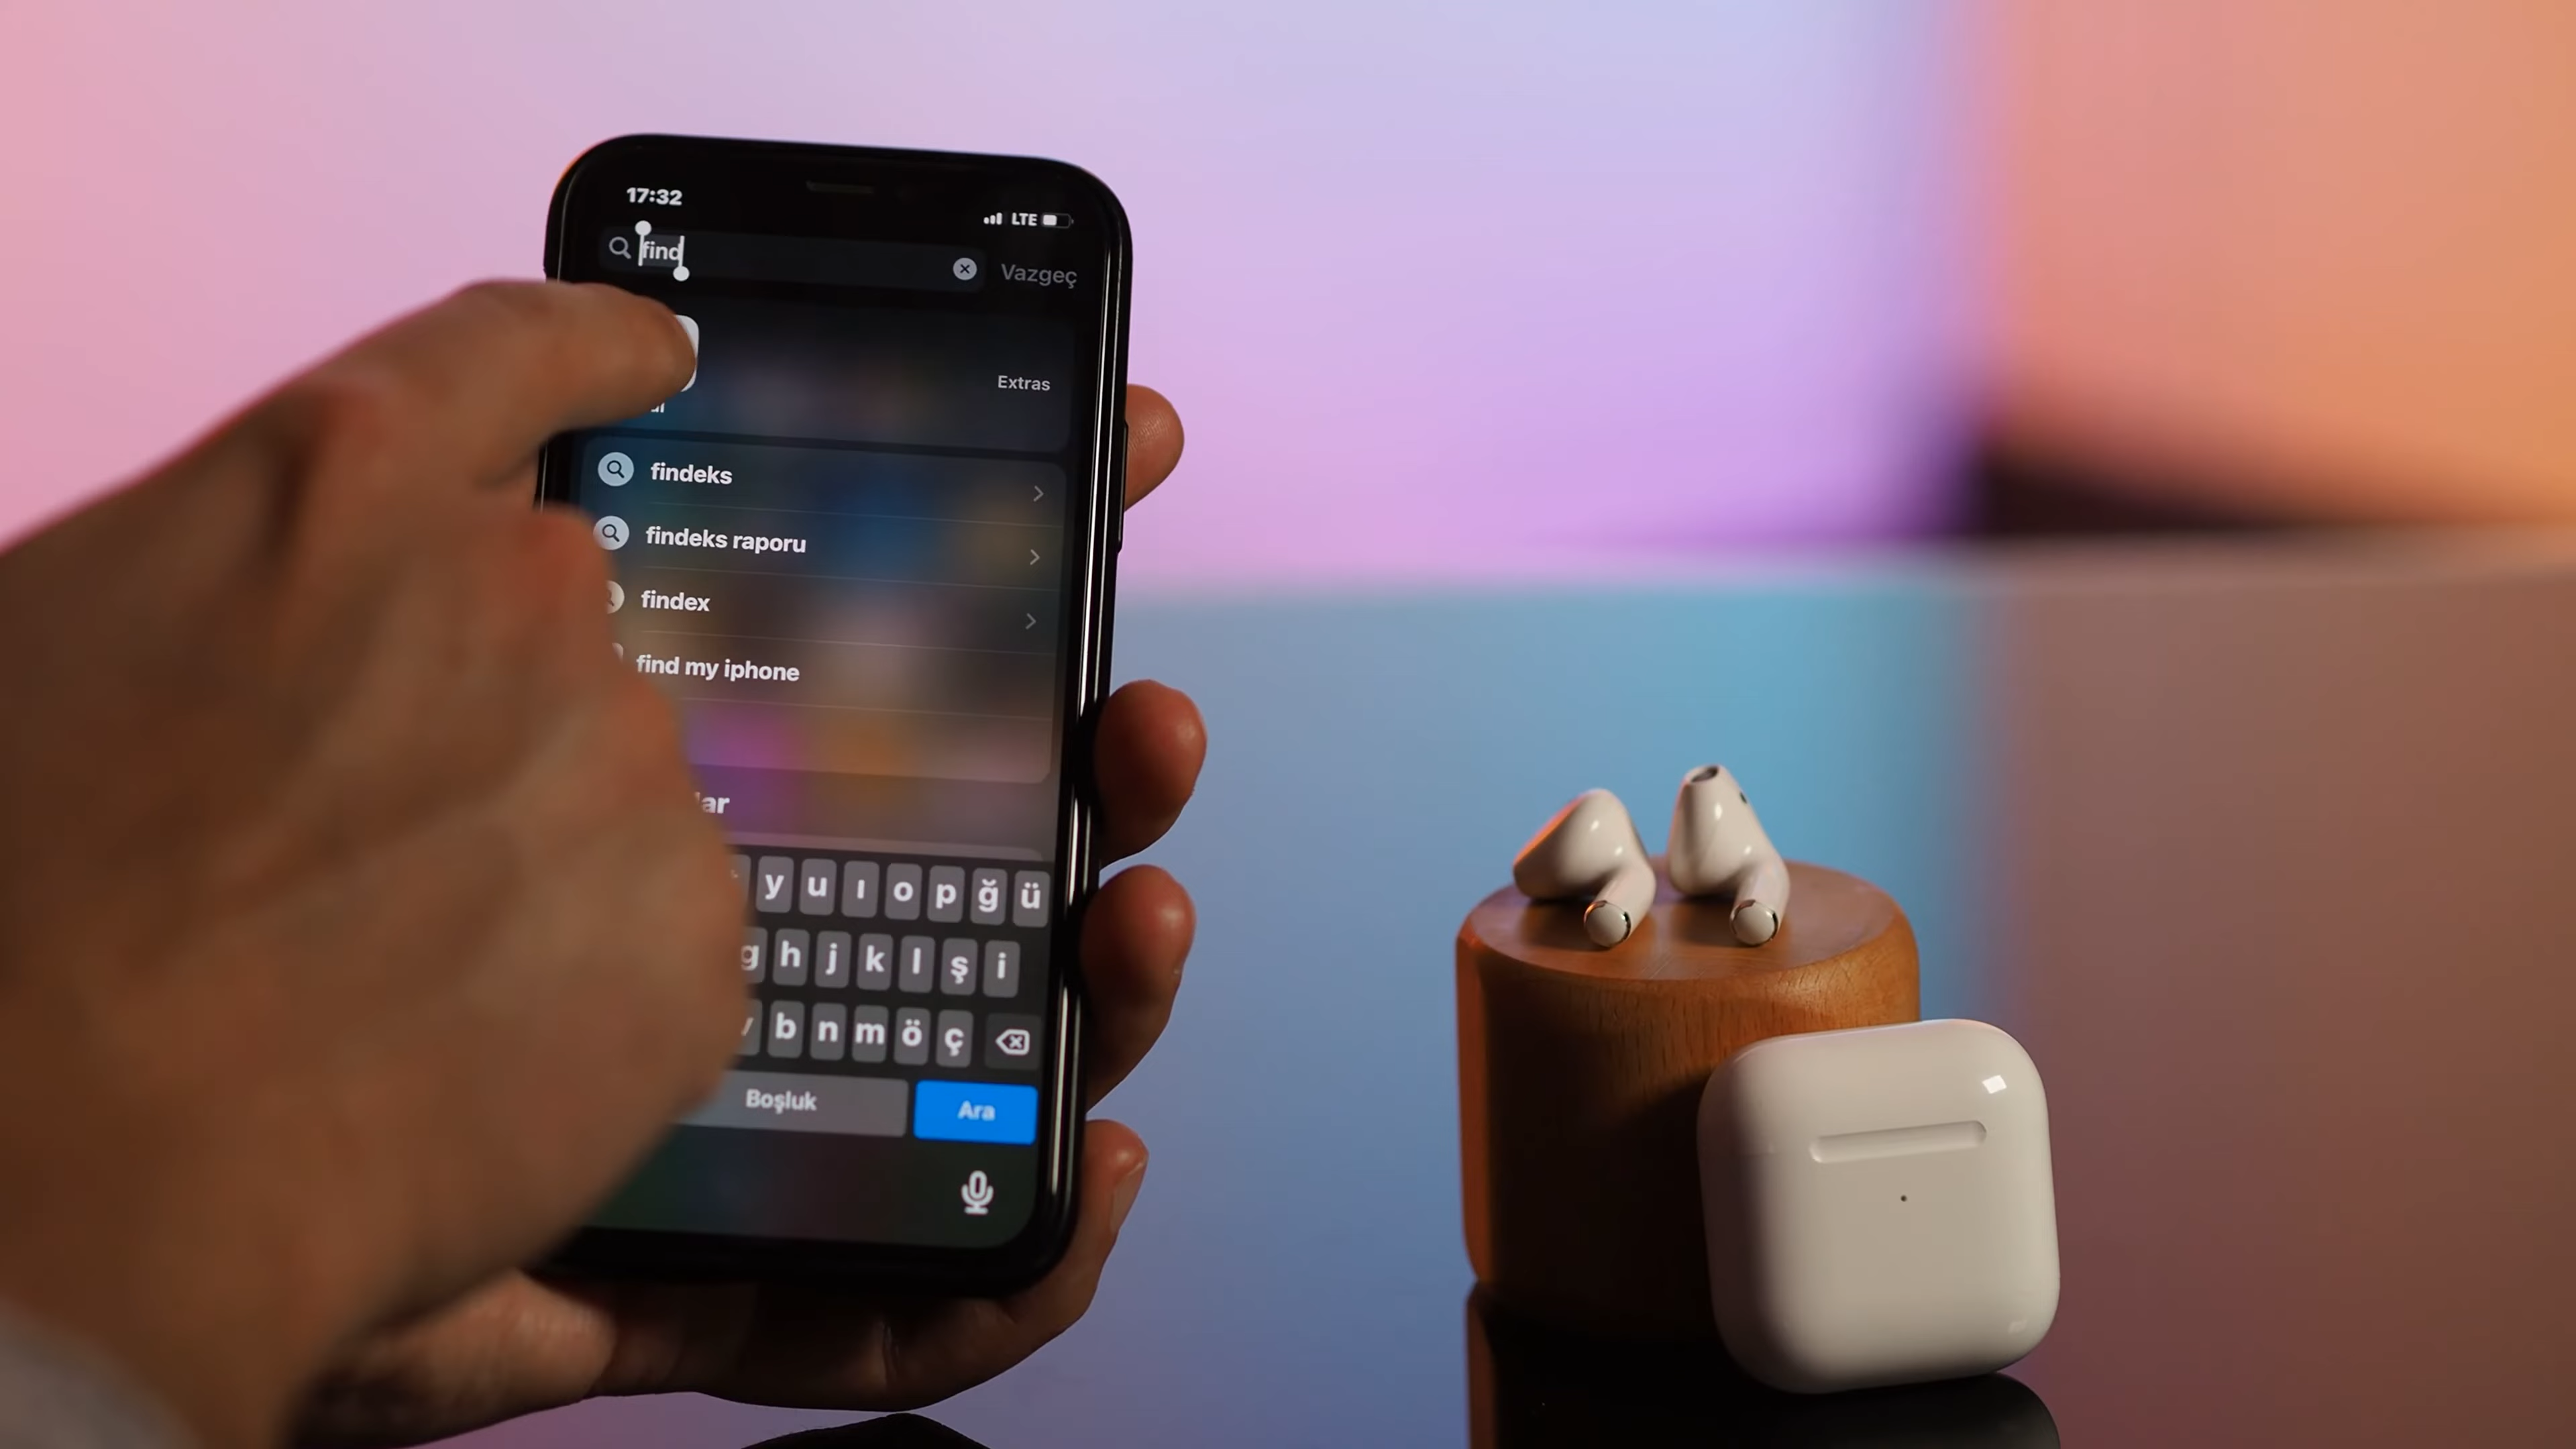 17:32
LTE
find
Vazgeç
Extras
findeks
findeks raporu
findex
find my iphone
y u ı o p ğ ü
g h j k l ş i
v b n m ö ç
Boşluk
Ara